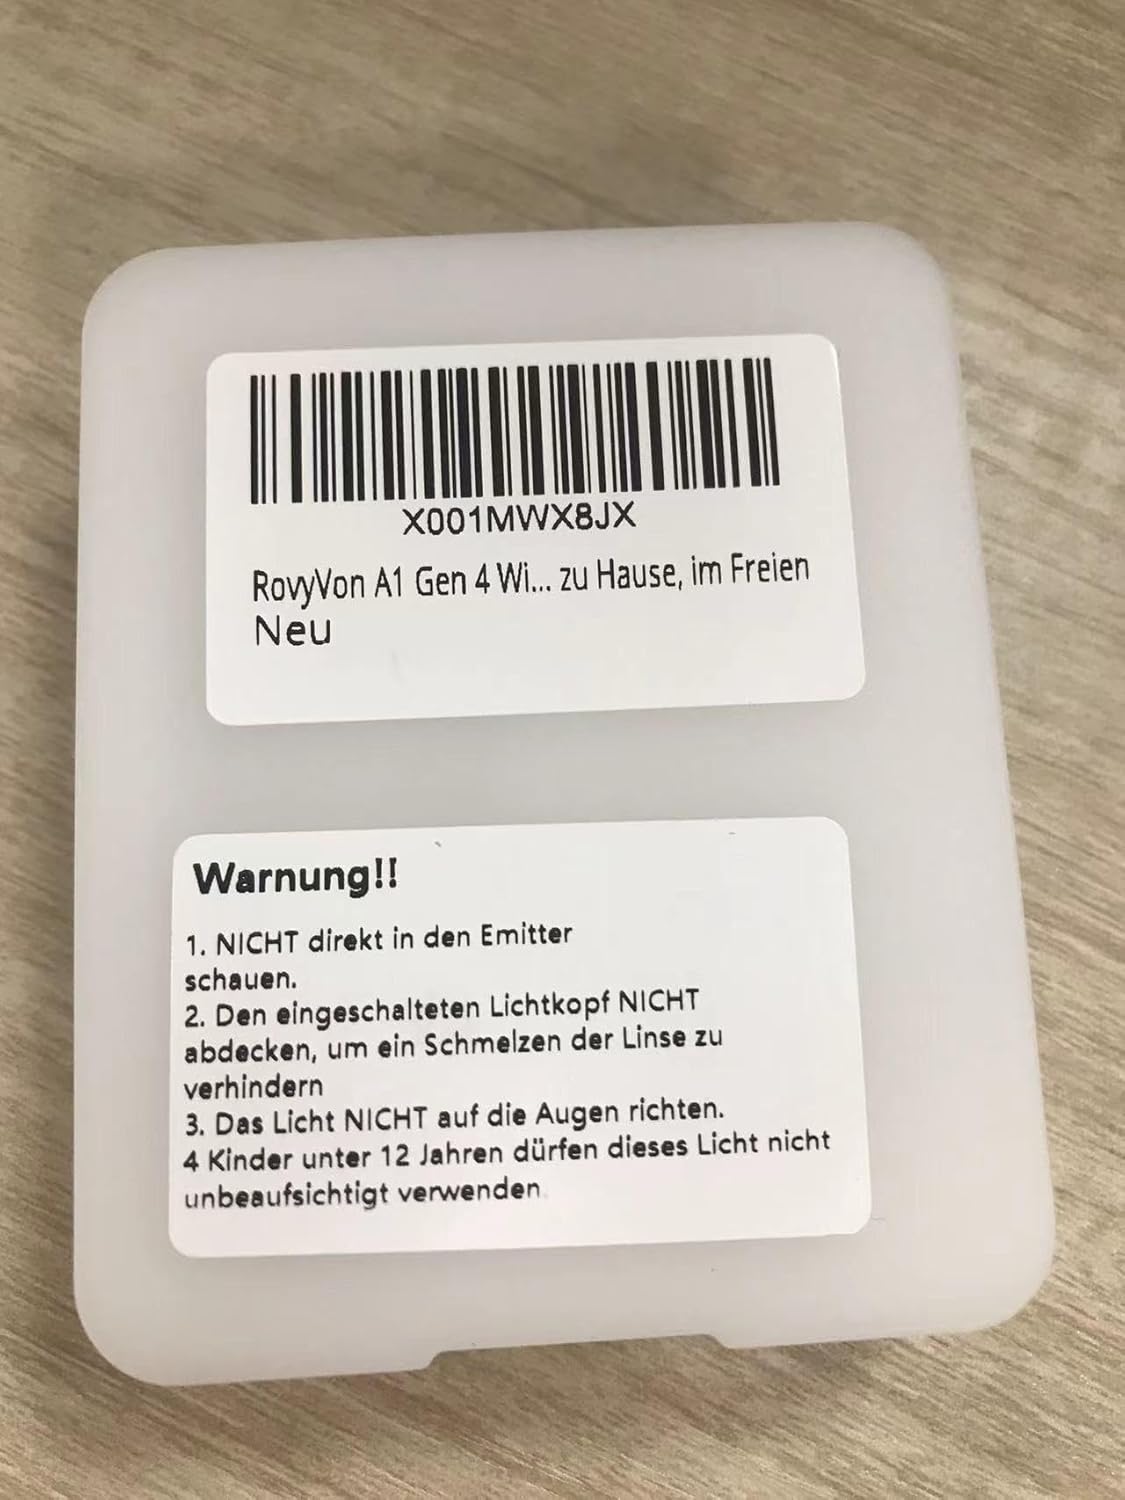 X001MWX8JX
RovyVon A1 Gen 4 Wi... zu Hause, im Freien
Neu
Warnung!!
1. NICHT direkt in den Emitter
schauen.
2. Den eingeschalteten Lichtkopf NICHT
abdecken, um ein Schmelzen der Linse zu
verhindern
3. Das Licht NICHT auf die Augen richten.
4 Kinder unter 12 Jahren dürfen dieses Licht nicht
unbeaufsichtigt verwenden